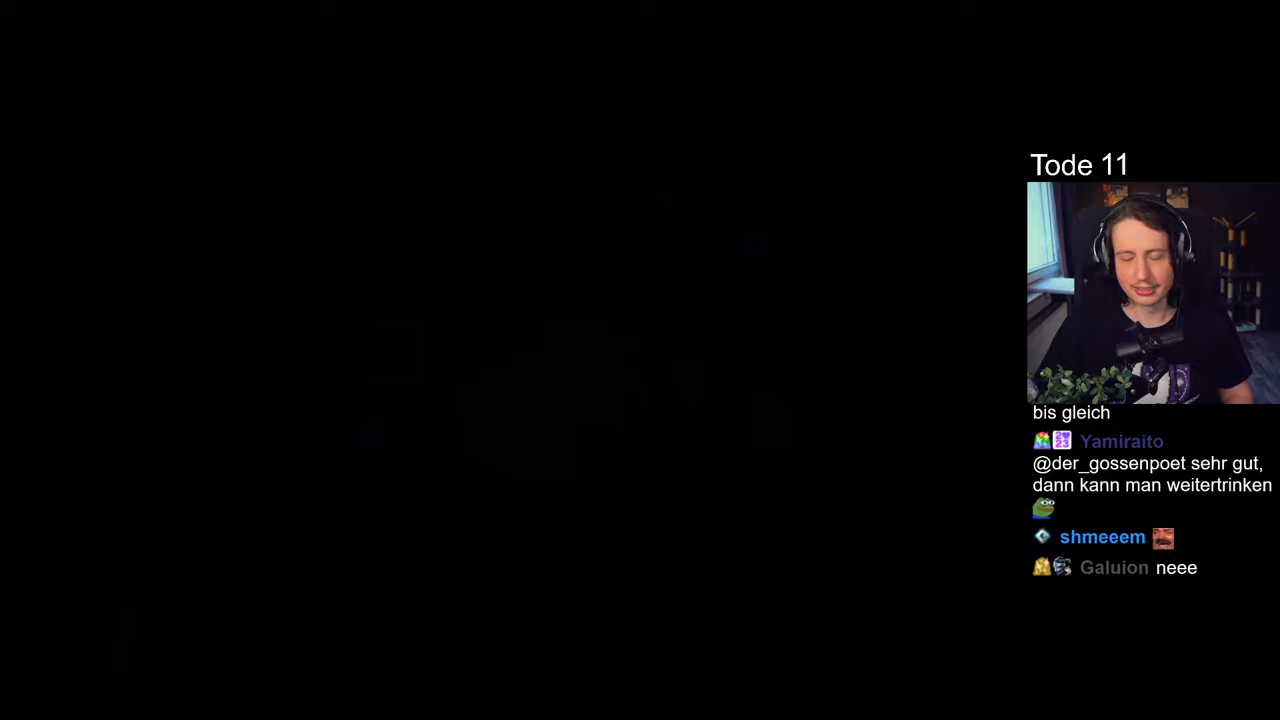 Tode 11
bis gleich
Yamiraito
@der_gossenpoet sehr gut,
dann kann man weitertrinken
shmeeem
Galuion neee